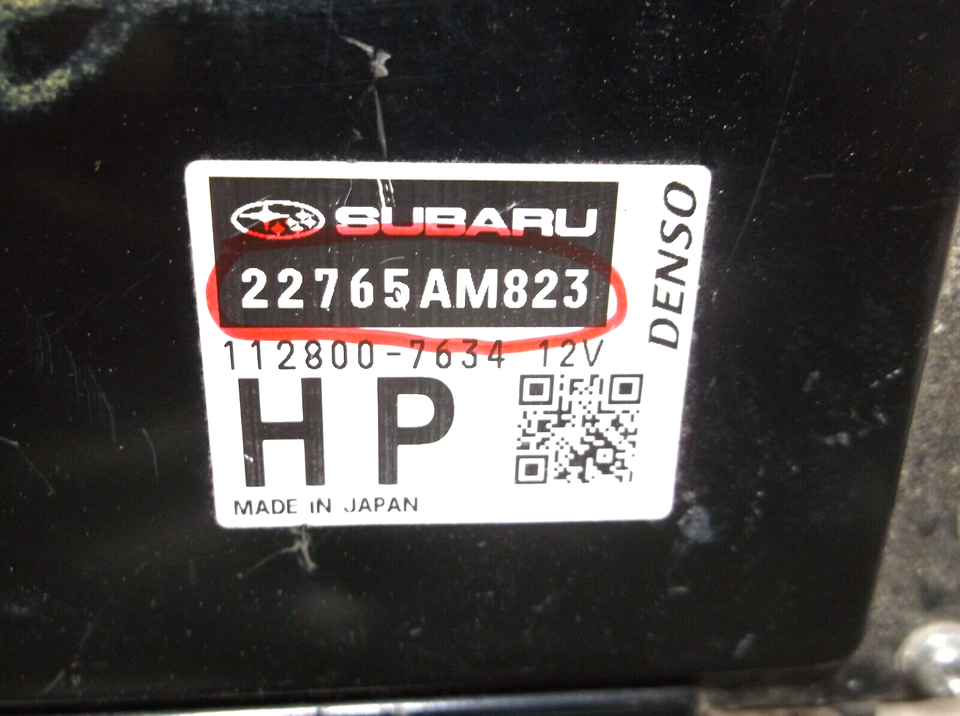 SUBARU
22765AM823
112800-7634 12V
HP
MADE IN JAPAN
DENSO